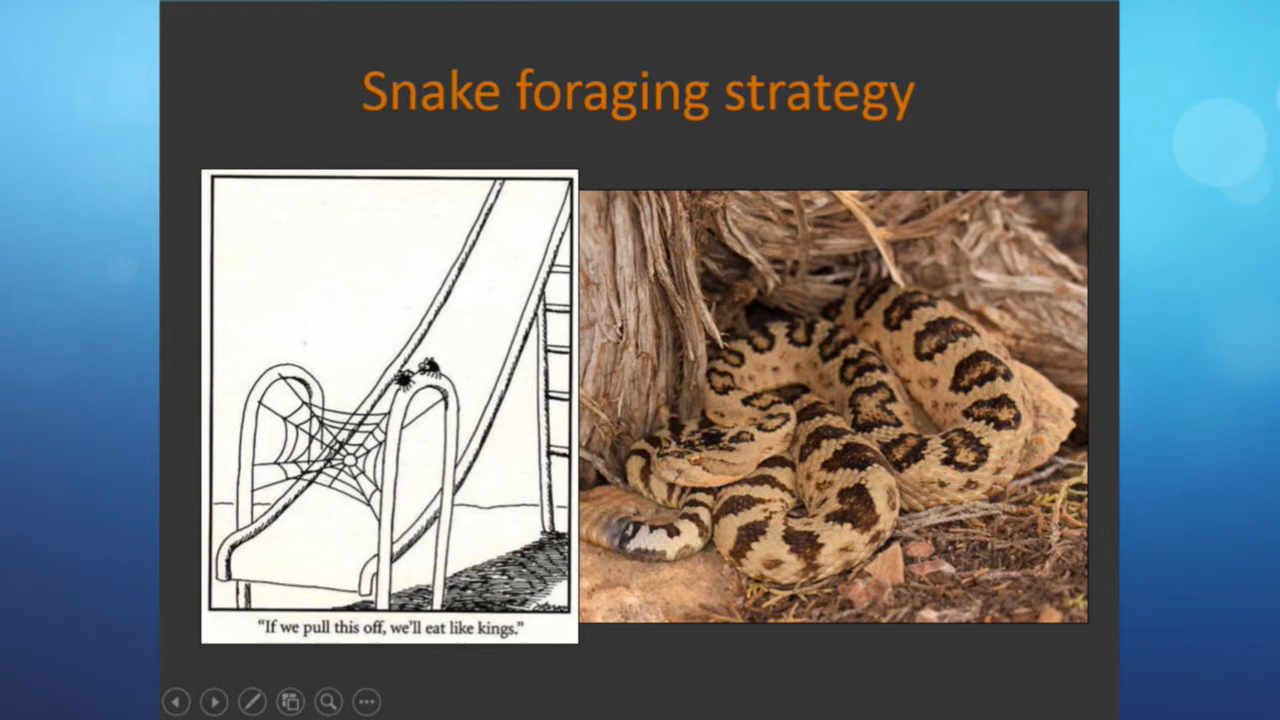 Snake foraging strategy
“If we pull this off, we’ll eat like kings.”